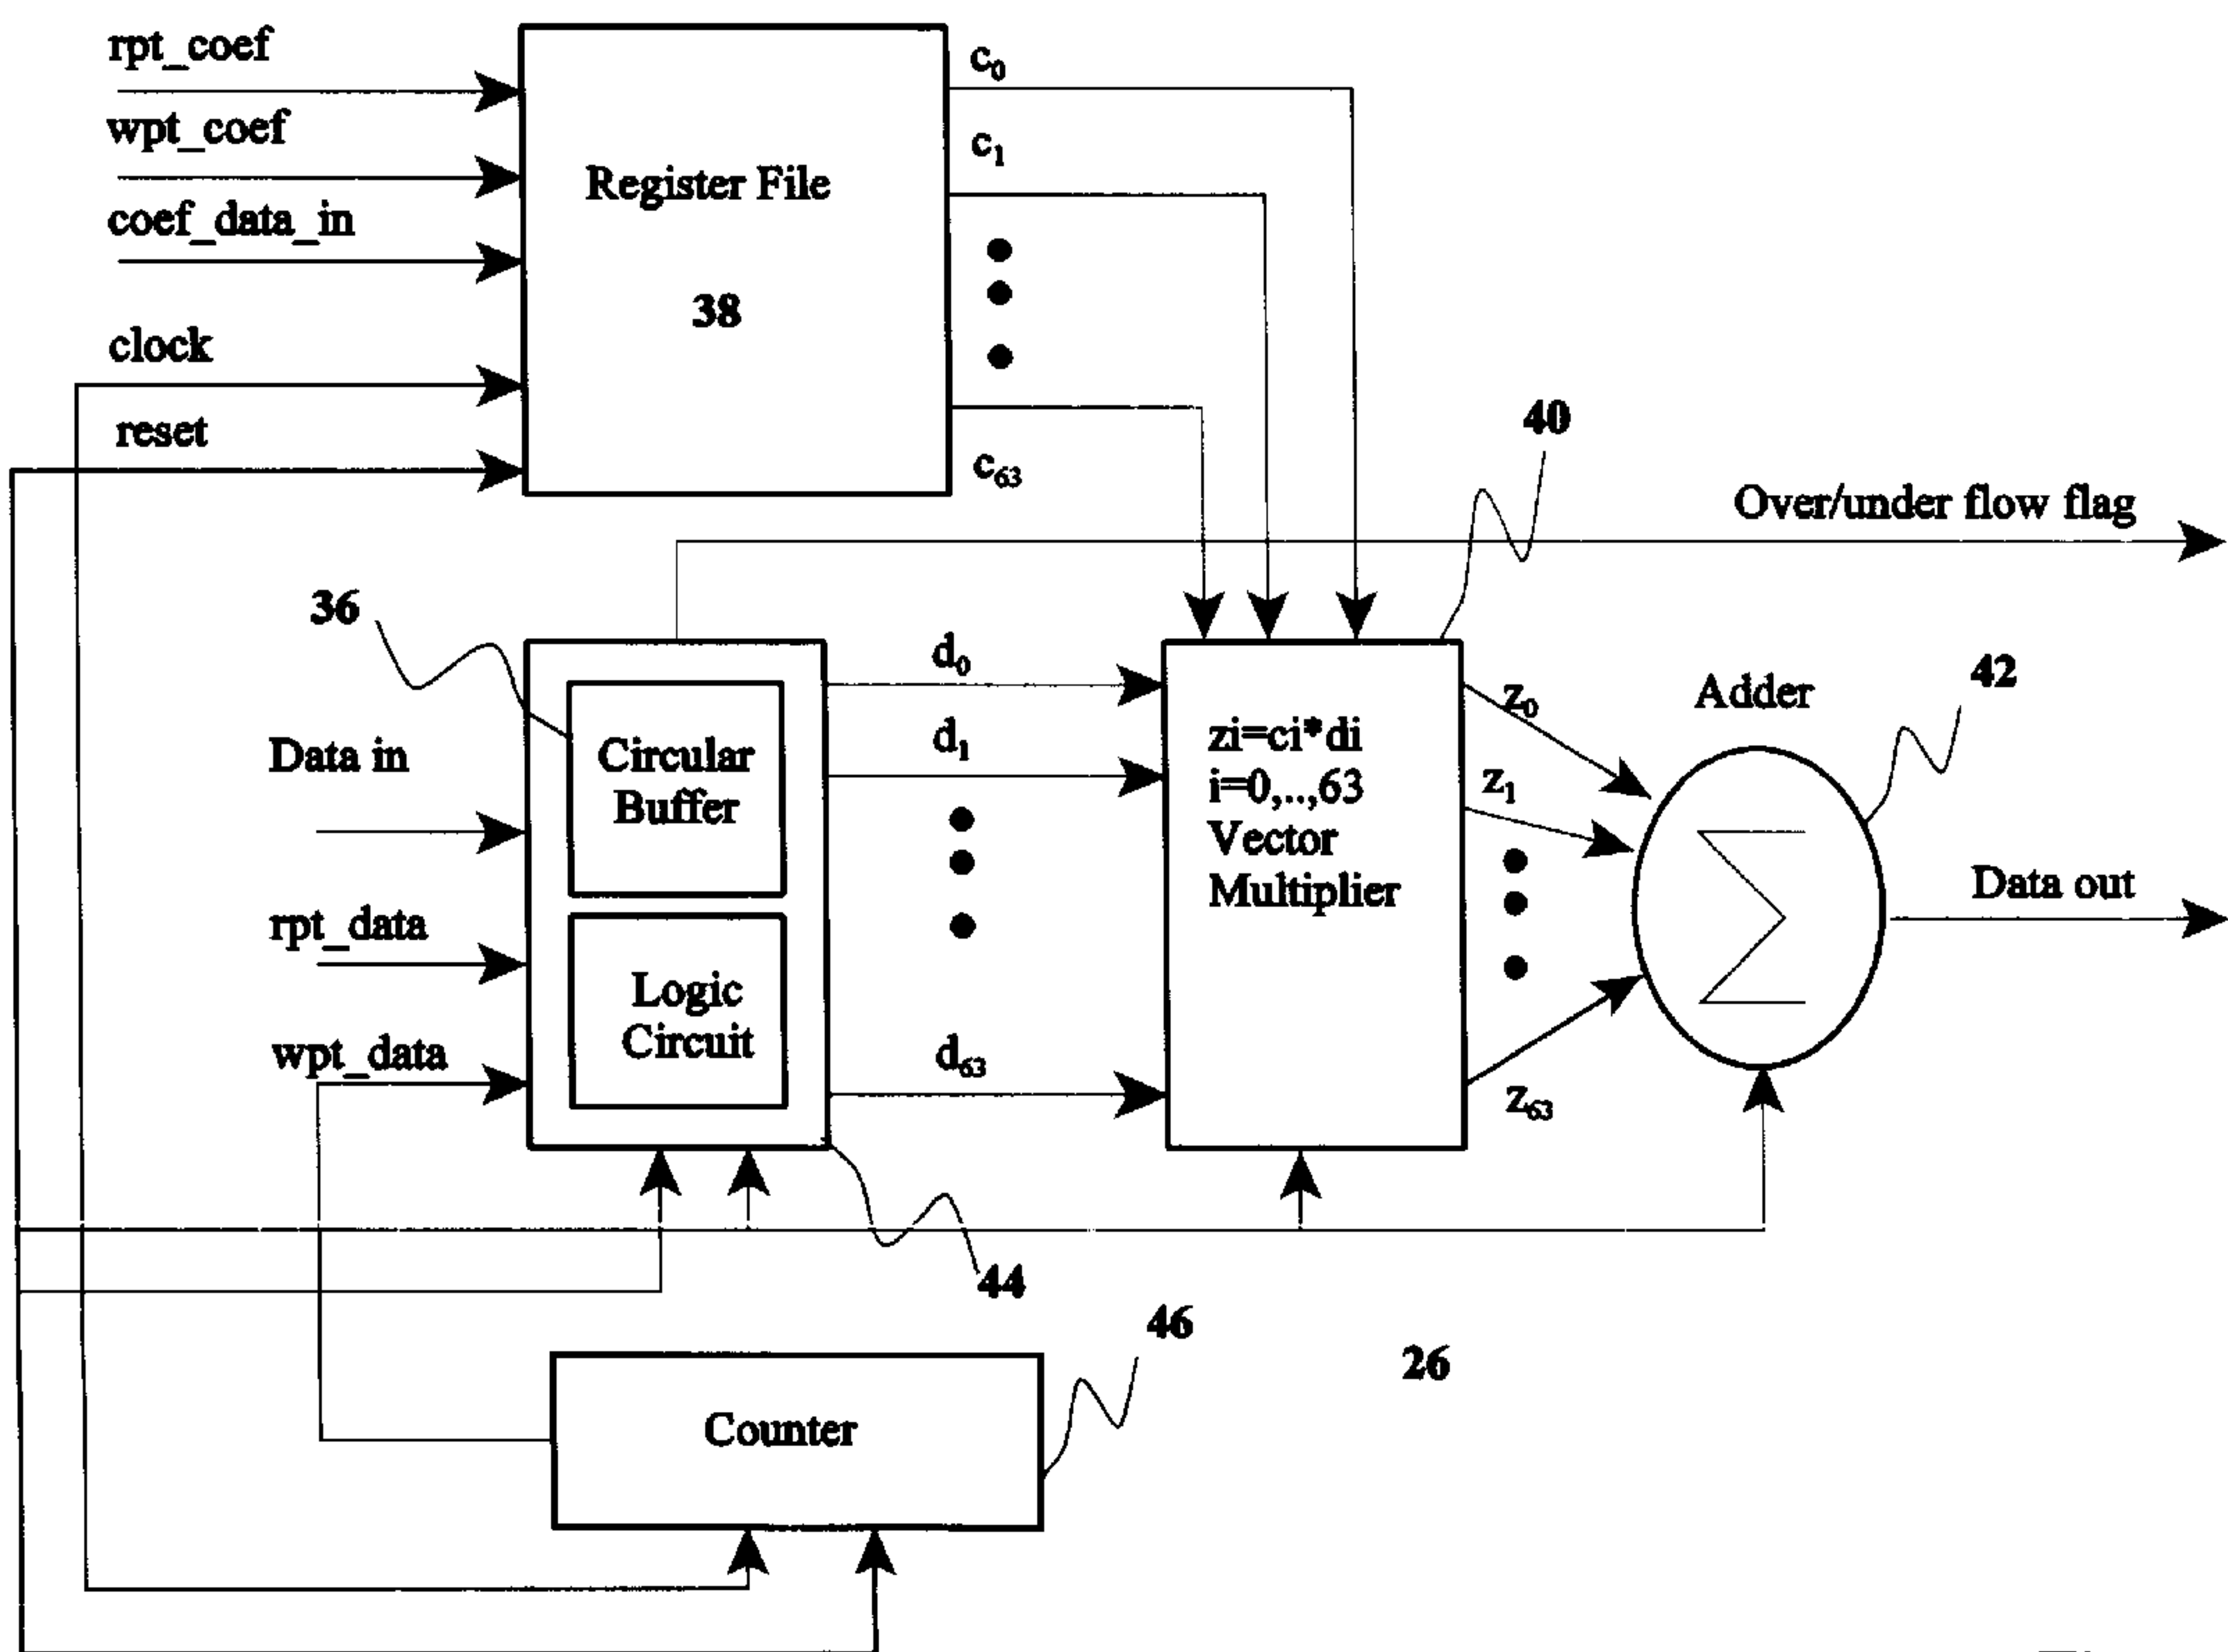 rpt_coef
wpt_coef
coef_data_in
clock
reset
Register File
38
c0
c1
c63
40
Over/under flow flag
36
Data in
rpt_data
wpt_data
Circular
Buffer
Logic
Circuit
d0
d1
d63
zi=ci*di
i=0,..,63
Vector
Multiplier
z0
z1
z63
Adder
42
Σ
Data out
44
46
26
Counter